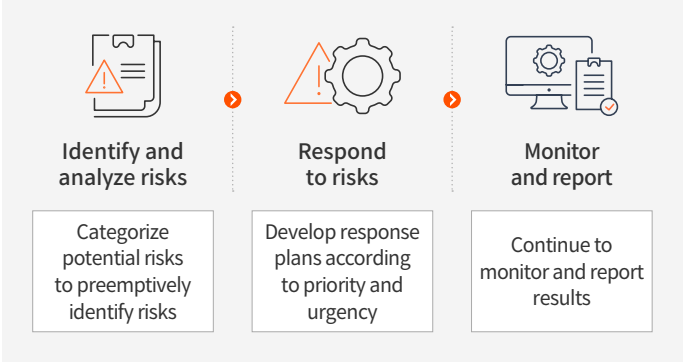 Identify and
analyze risks
Respond
to risks
Monitor
and report
Categorize
potential risks
to preemptively
identify risks
Develop response
plans according
to priority and
urgency
Continue to
monitor and report
results